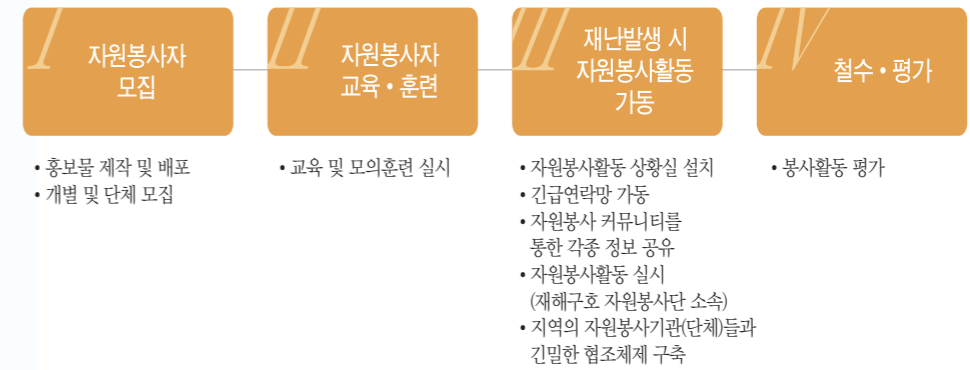 I
자원봉사자
모집
• 홍보물 제작 및 배포
• 개별 및 단체 모집
II
자원봉사자
교육 • 훈련
• 교육 및 모의훈련 실시
III
재난발생 시
자원봉사활동
가동
• 자원봉사활동 상황실 설치
• 긴급연락망 가동
• 자원봉사 커뮤니티를
통한 각종 정보 공유
• 자원봉사활동 실시
(재해구호 자원봉사단 소속)
• 지역의 자원봉사기관(단체)들과
긴밀한 협조체제 구축
IV
철수 • 평가
• 봉사활동 평가